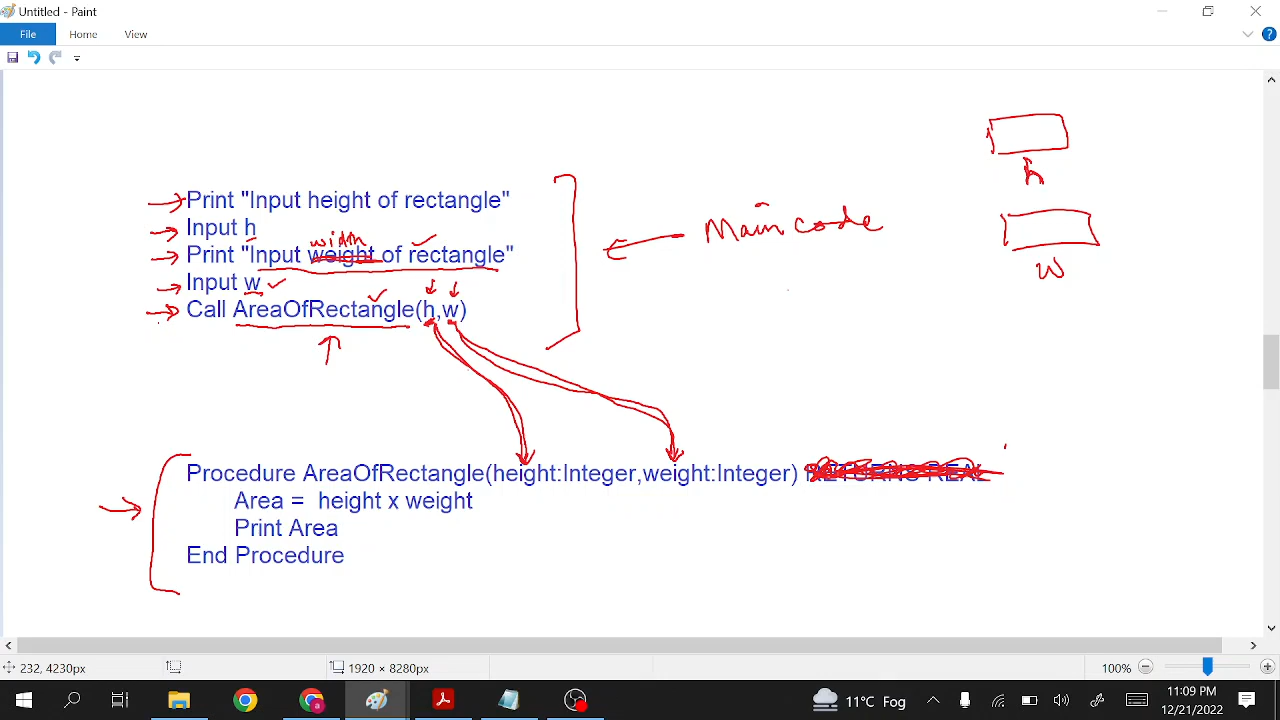 Untitled - Paint
File Home View
h
Print "Input height of rectangle"
Input h
Main code
width
Print "Input weight of rectangle"
Input w
w
Call AreaOfRectangle(h,w)
Procedure AreaOfRectangle(height:Integer,weight:Integer) RETURNS REAL
Area = height x weight
Print Area
End Procedure
232, 4230px 1920 × 8280px 100%
11°C Fog 11:09 PM
12/21/2022